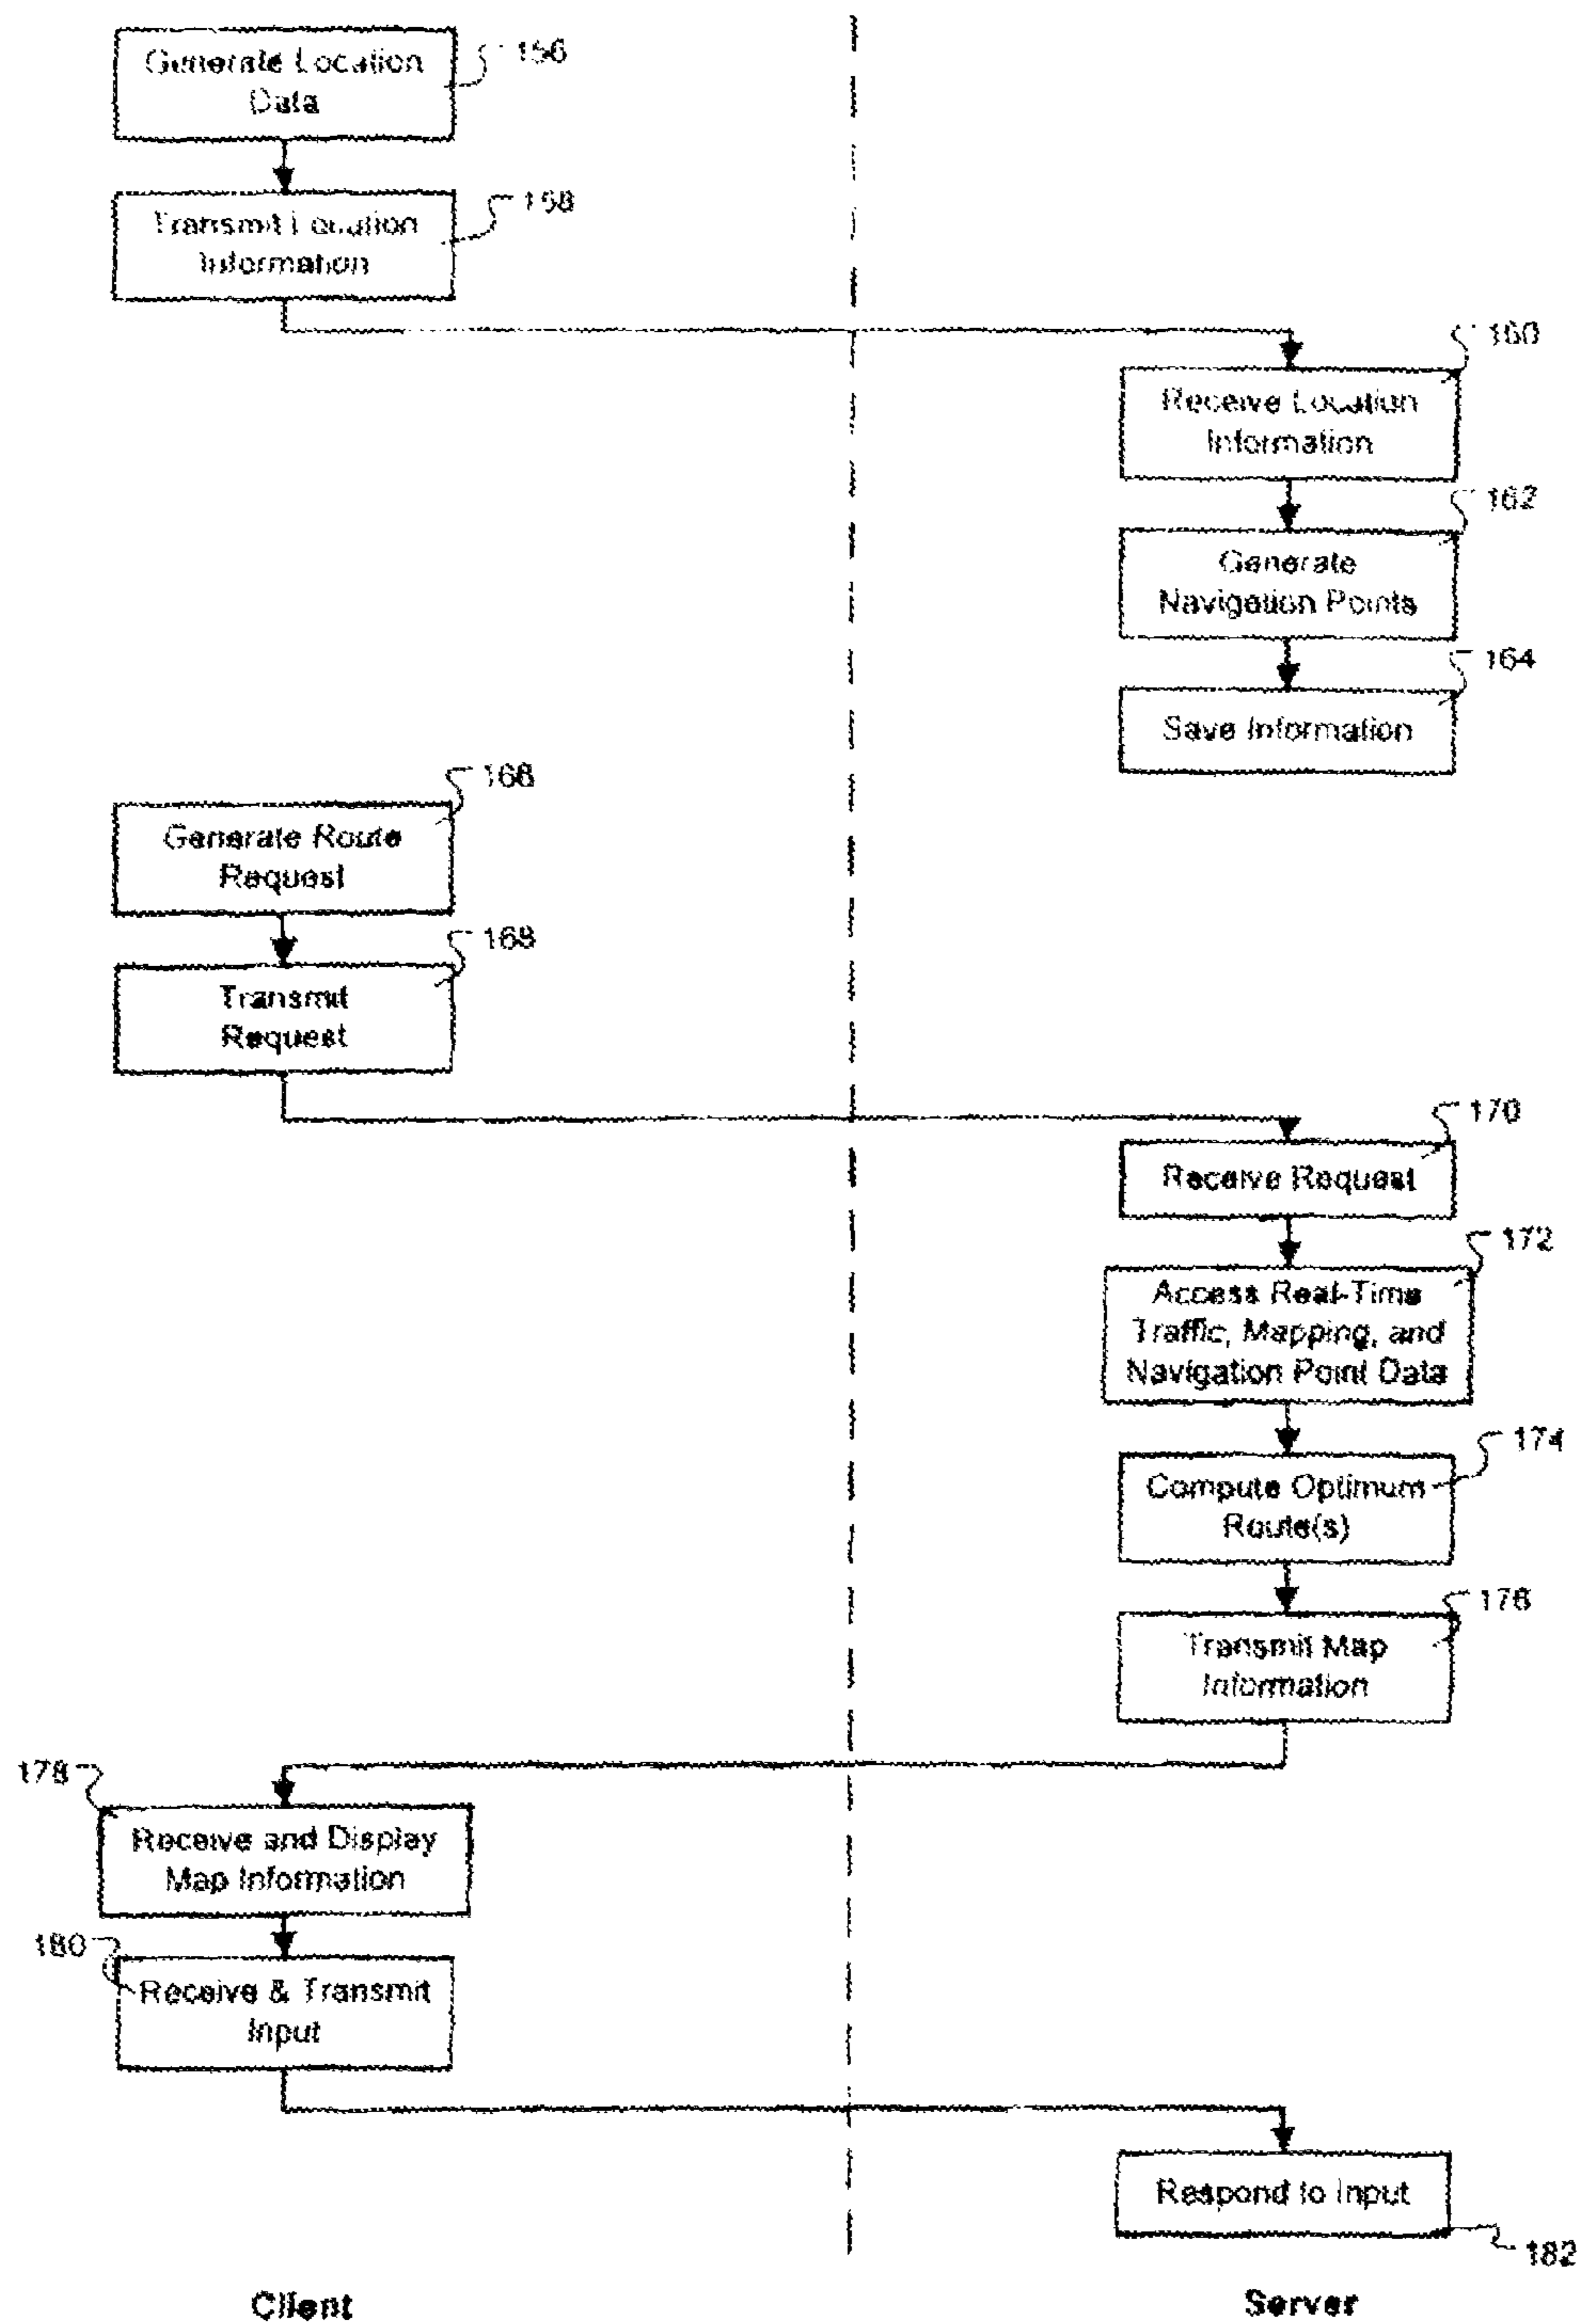 Generate Location
Data
156
Transmit Location
Information
158
160
Receive Location
Information
162
Generate
Navigation Points
164
Save Information
166
Generate Route
Request
168
Transmit
Request
170
Receive Request
172
Access Real-Time
Traffic, Mapping, and
Navigation Point Data
174
Compute Optimum
Route(s)
176
Transmit Map
Information
178
Receive and Display
Map Information
180
Receive & Transmit
Input
Respond to Input
182
Client
Server